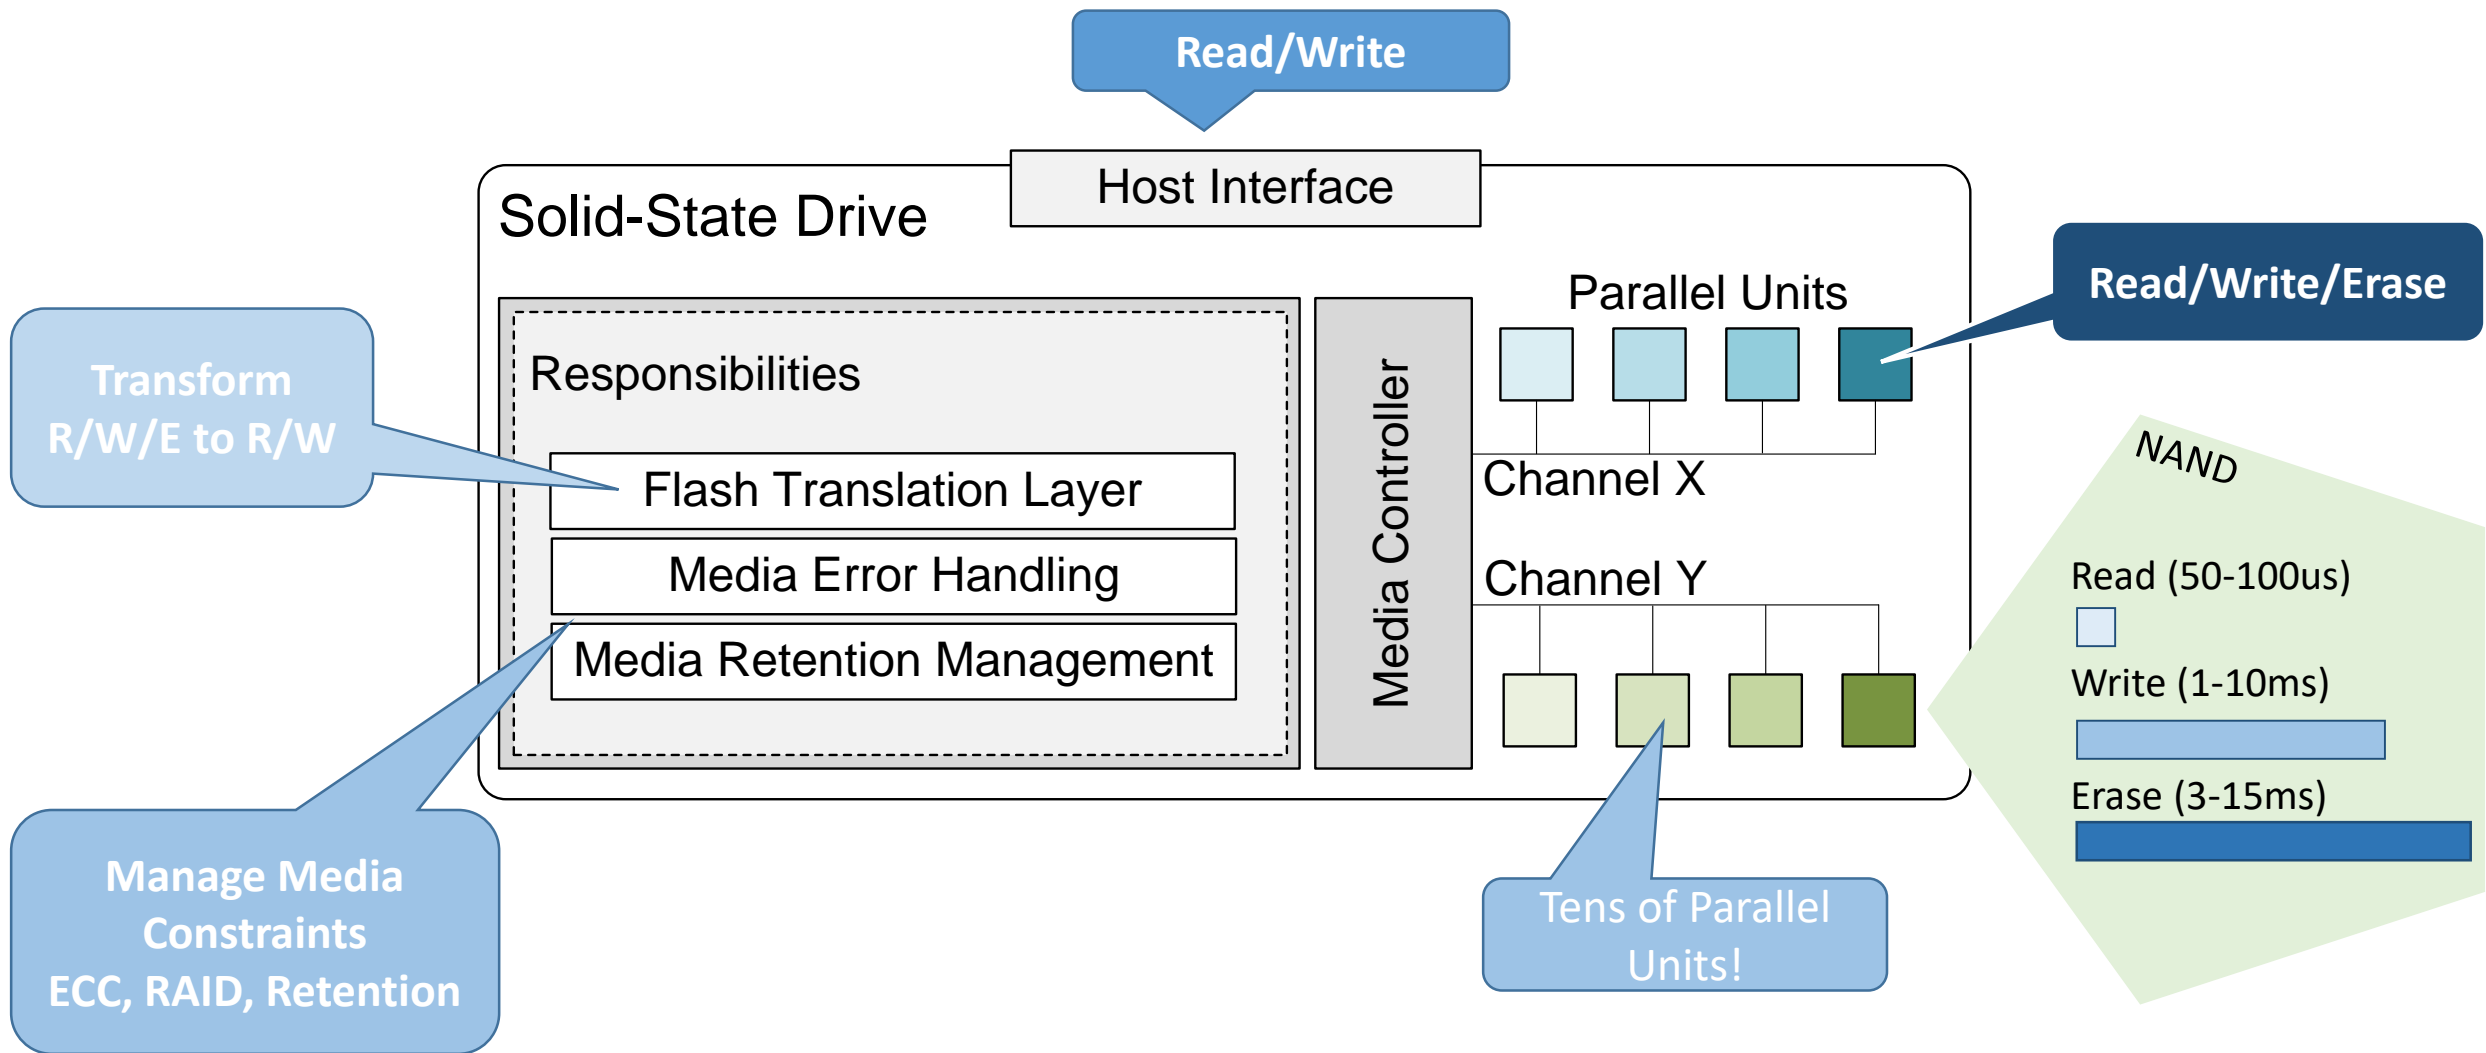 Read/Write
Host Interface
Solid-State Drive
Parallel Units
Read/Write/Erase
Transform
R/W/E to R/W
Responsibilities
Flash Translation Layer
Media Error Handling
Media Retention Management
Media Controller
Channel X
Channel Y
NAND
Read (50-100us)
Write (1-10ms)
Erase (3-15ms)
Manage Media
Constraints
ECC, RAID, Retention
Tens of Parallel
Units!